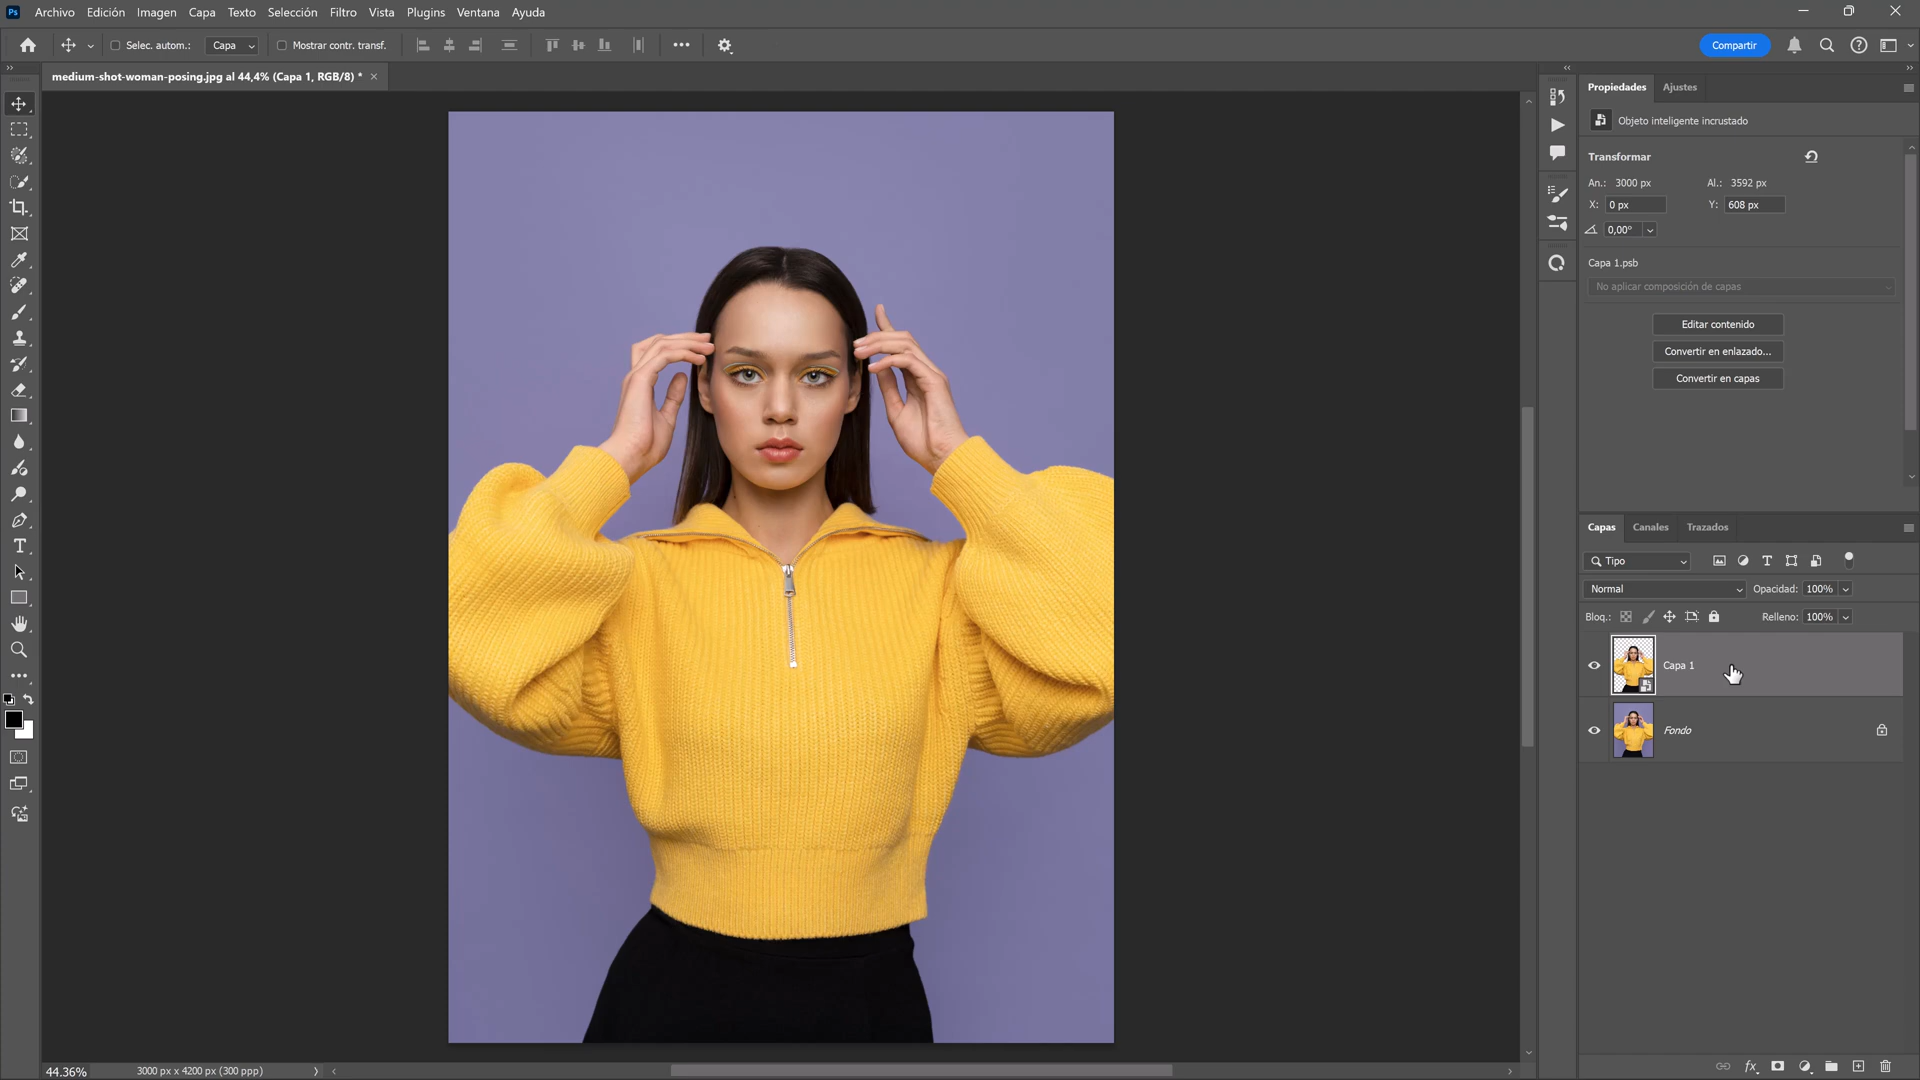 Ps Archivo Edición Imagen Capa Texto Selección Filtro Vista Plugins Ventana Ayuda
Selec. autom.: Capa Mostrar contr. transf. Compartir
medium-shot-woman-posing.jpg al 44,4% (Capa 1, RGB/8) *
Propiedades Ajustes
Objeto inteligente incrustado
Transformar
An.: 3000 px Al.: 3592 px
X: 0 px Y: 608 px
0,00°
Capa 1.psb
No aplicar composición de capas
Editar contenido
Convertir en enlazado...
Convertir en capas
Capas Canales Trazados
Tipo
Normal Opacidad: 100%
Bloq.: Relleno: 100%
Capa 1
Fondo
44.36% 3000 px x 4200 px (300 ppp)